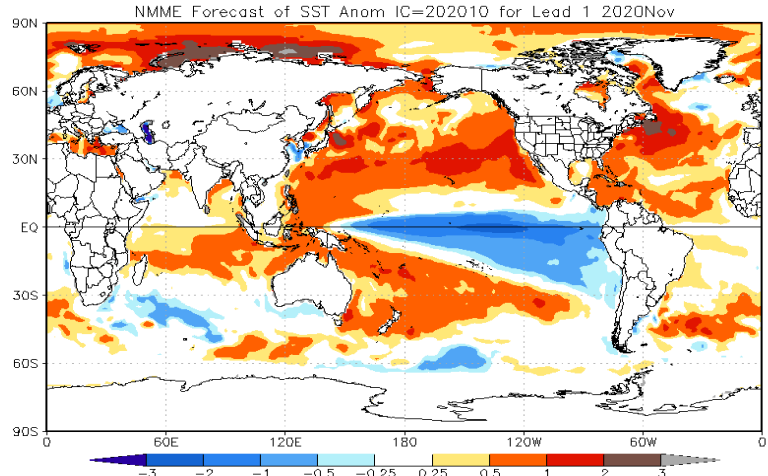 NMME Forecast of SST Anom IC=202010 for Lead 1 2020Nov
90N
60N
30N
EQ
30S
60S
90S
0 60E 120E 180 120W 60W 0
-3 -2 -1 -0.5 -0.25 0.25 0.5 1 2 3